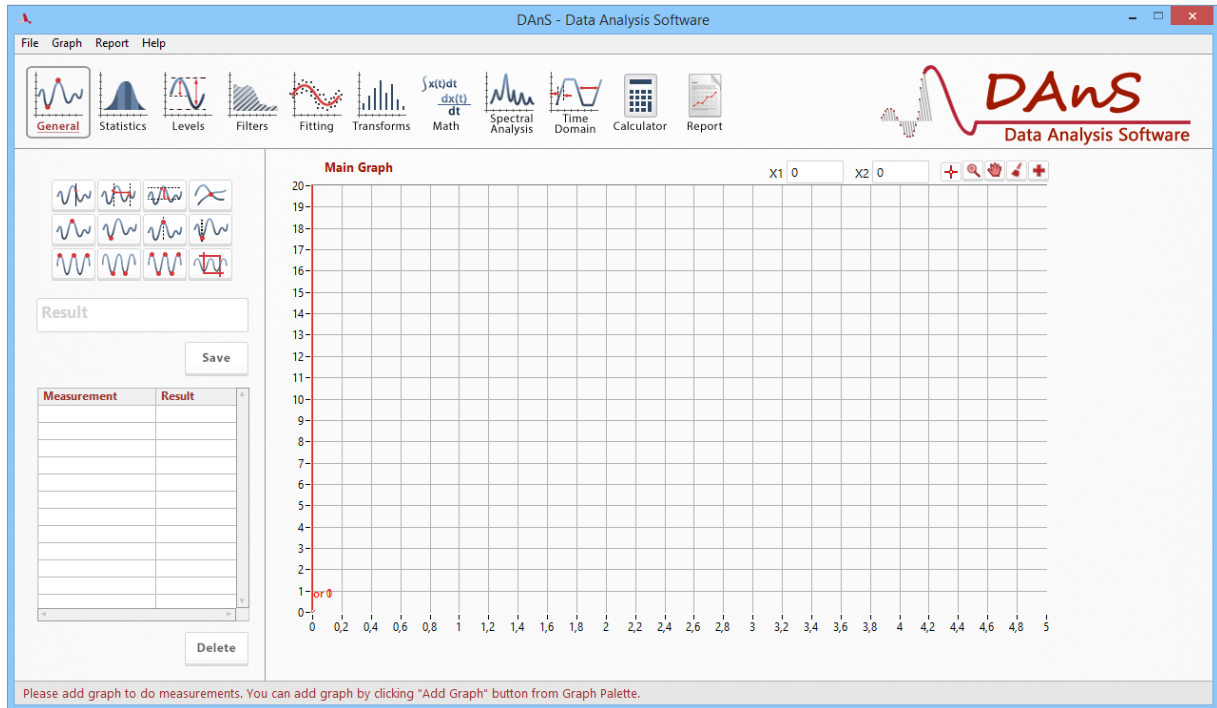 DAnS - Data Analysis Software
File Graph Report Help
General Statistics Levels Filters Fitting Transforms ∫x(t)dt dx(t) dt Math Spectral Analysis Time Domain Calculator Report
DAnS
Data Analysis Software
Main Graph X1 0 X2 0
Result
Save
Measurement Result
Delete
20
19
18
17
16
15
14
13
12
11
10
9
8
7
6
5
4
3
2
1
0
0 0,2 0,4 0,6 0,8 1 1,2 1,4 1,6 1,8 2 2,2 2,4 2,6 2,8 3 3,2 3,4 3,6 3,8 4 4,2 4,4 4,6 4,8 5
Please add graph to do measurements. You can add graph by clicking "Add Graph" button from Graph Palette.